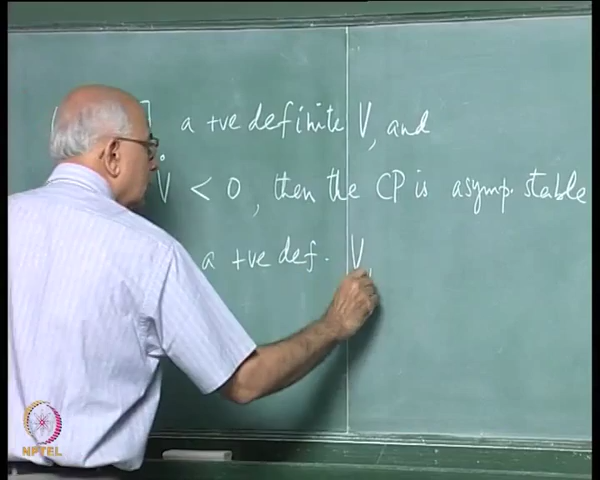 ∃ a +ve definite V, and
V̇ < 0, then the CP is asymp. stable
a +ve def. V,
NPTEL